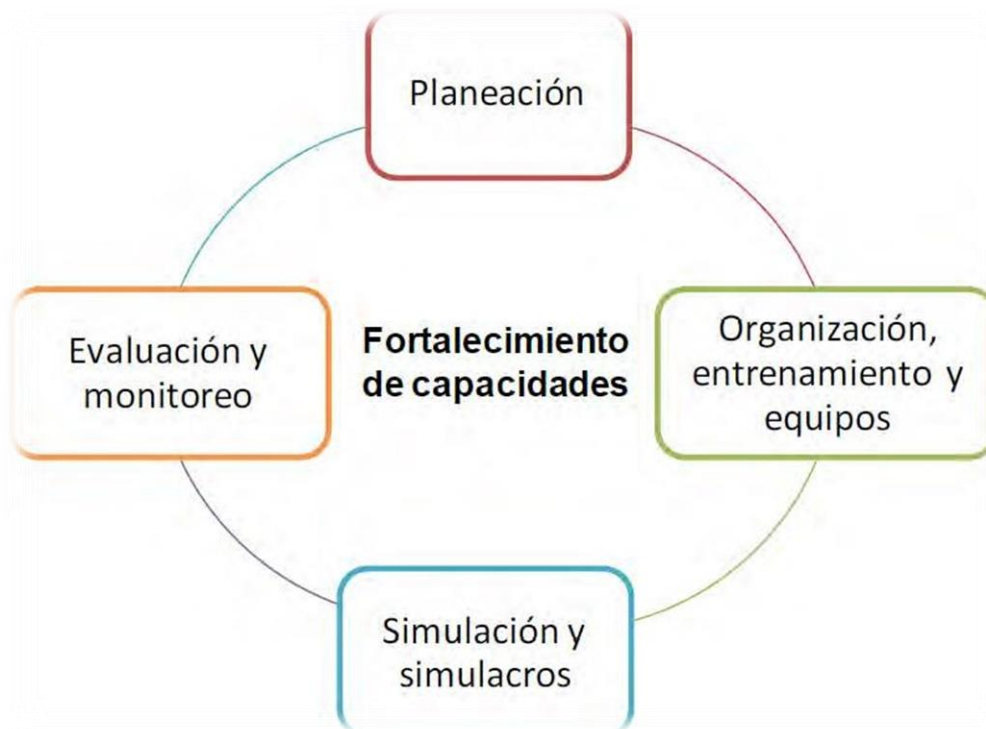 Planeación
Organización,
entrenamiento y
equipos
Fortalecimiento
de capacidades
Evaluación y
monitoreo
Simulación y
simulacros